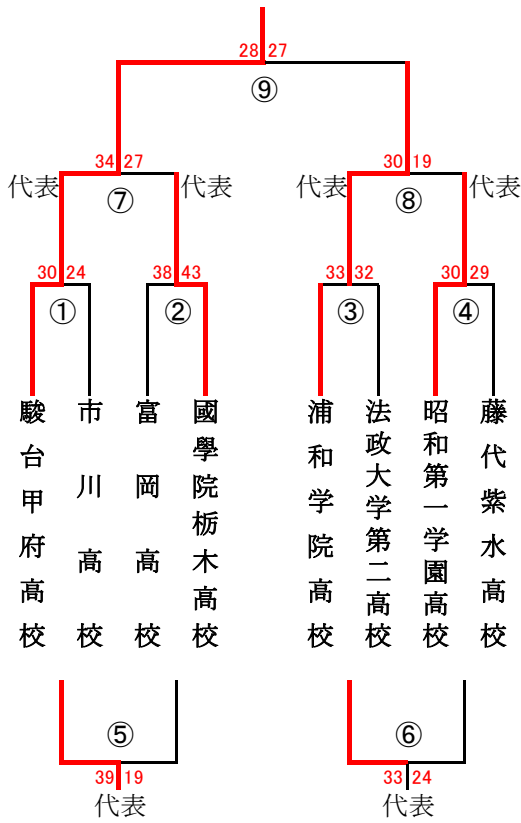 28 27
⑨
34 27 30 19
代表 ⑦ 代表 代表 ⑧ 代表
30 24 38 43 33 32 30 29
① ② ③ ④
駿台甲府高校
市川高校
富岡高校
國學院栃木高校
浦和学院高校
法政大学第二高校
昭和第一学園高校
藤代紫水高校
⑤ ⑥
39 19 33 24
代表 代表